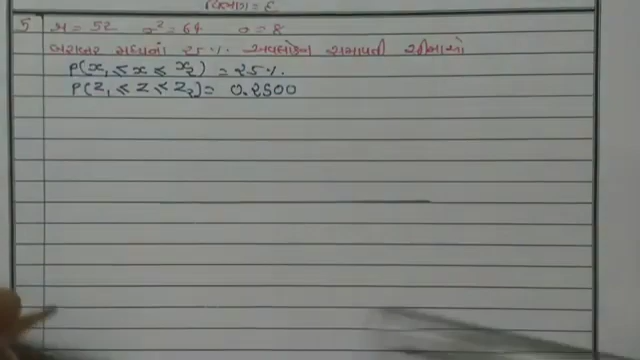 વિભાગ = E
5 μ = 52 σ² = 64 σ = 8
બરાબર મધ્યનાં 25 % અવલોકન સમાવતી સીમાઓ
P(x₁ ≤ x ≤ x₂) = 25 %.
P(Z₁ ≤ Z ≤ Z₂) = 0.2500